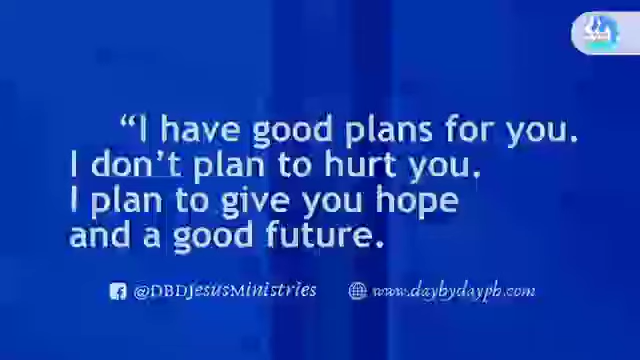 “I have good plans for you.
I don’t plan to hurt you.
I plan to give you hope
and a good future.
@DBDJesusMinistries www.daybydayph.com